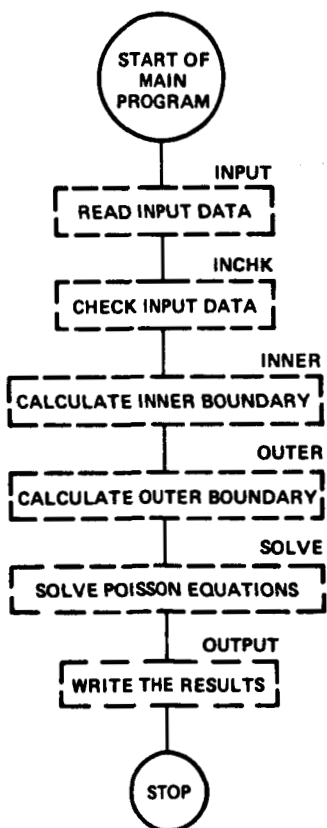 START OF
MAIN
PROGRAM
INPUT
READ INPUT DATA
INCHK
CHECK INPUT DATA
INNER
CALCULATE INNER BOUNDARY
OUTER
CALCULATE OUTER BOUNDARY
SOLVE
SOLVE POISSON EQUATIONS
OUTPUT
WRITE THE RESULTS
STOP